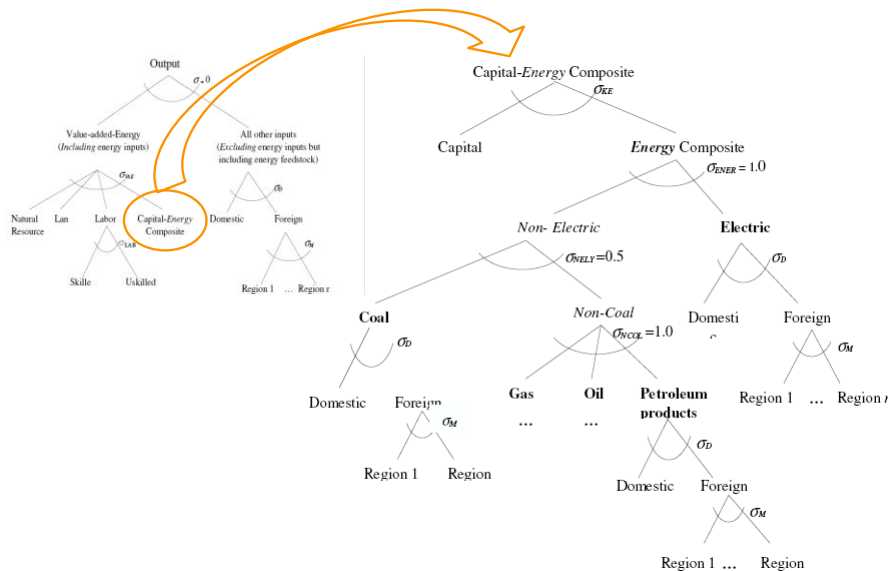 Output
σ = 0
Value-added-Energy
(Including energy inputs)
All other inputs
(Excluding energy inputs but
including energy feedstock)
σVAE
σD
Natural
Resource
Lan
Labor
Capital-Energy
Composite
Domestic
Foreign
σLAB
σM
Skille
Uskilled
Region 1 ... Region r
Capital-Energy Composite
σKE
Capital
Energy Composite
σENER = 1.0
Non- Electric
Electric
σNELY=0.5
σD
Coal
Non-Coal
Domesti
Foreign
σD
σNCOL=1.0
σM
Domestic
Foreign
Gas
Oil
Petroleum
products
Region 1 ... Region r
...
...
σM
σD
Region 1
Region
Domestic
Foreign
σM
Region 1 ... Region